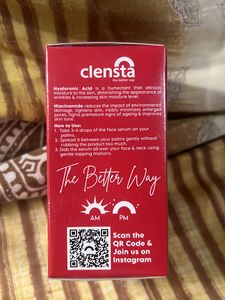 clensta
the better way
Hyaluronic Acid is a humectant that attracts
moisture to the skin, diminishing the appearance of
wrinkles & increasing skin moisture level.
Niacinamide reduces the impact of environmental
damage, tightens skin, visibly minimizes enlarged
pores, fights premature signs of ageing & improves
skin tone.
How to Use:
1. Take 3-4 drops of the face serum on your
palms.
2. Spread it between your palms gently without
rubbing the product too much.
3. Dab the serum all over your face & neck using
gentle tapping motions.
The Better Way
AM PM
Scan the
QR Code &
Join us on
Instagram